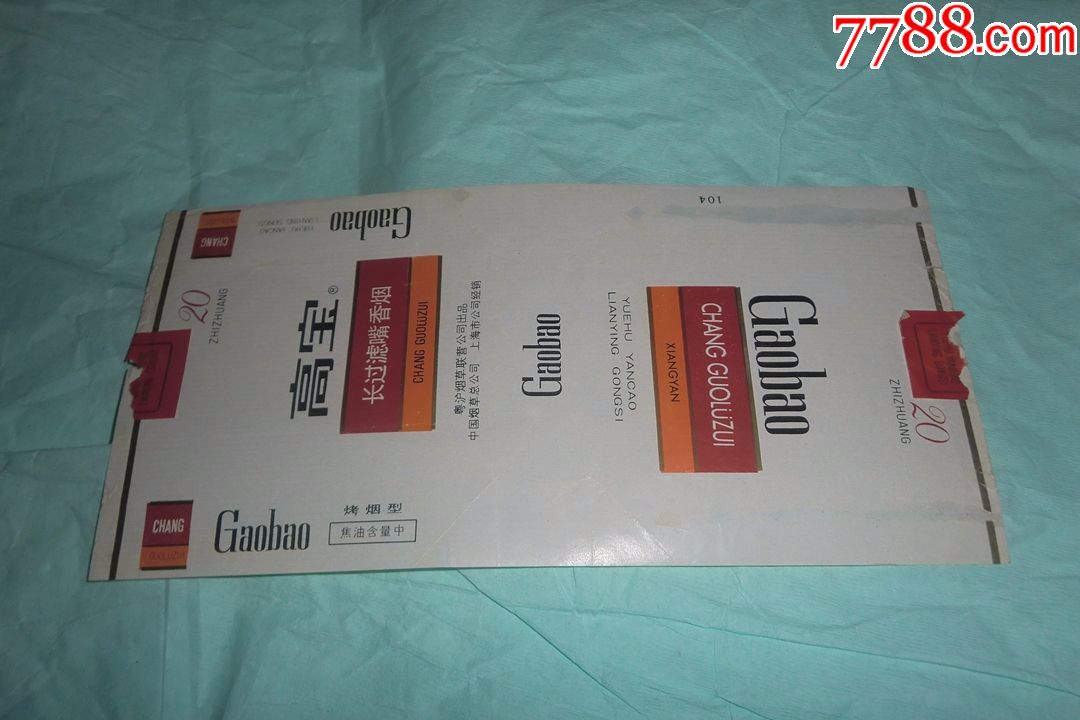 7788.com
104
Gaobao
YUEHU YANCAO
LIANYING GONGSI
CHANG
20
ZHIZHUANG
高宝®
长过滤嘴香烟
CHANG GUOLÜZUI
粤沪烟草联营公司出品
中国烟草总公司 上海市公司经销
Gaobao
YUEHU YANCAO
LIANYING GONGSI
XIANGYAN
CHANG GUOLÜZUI
Gaobao
20
ZHIZHUANG
CHANG
GUOLÜZUI
Gaobao
烤烟型
焦油含量中